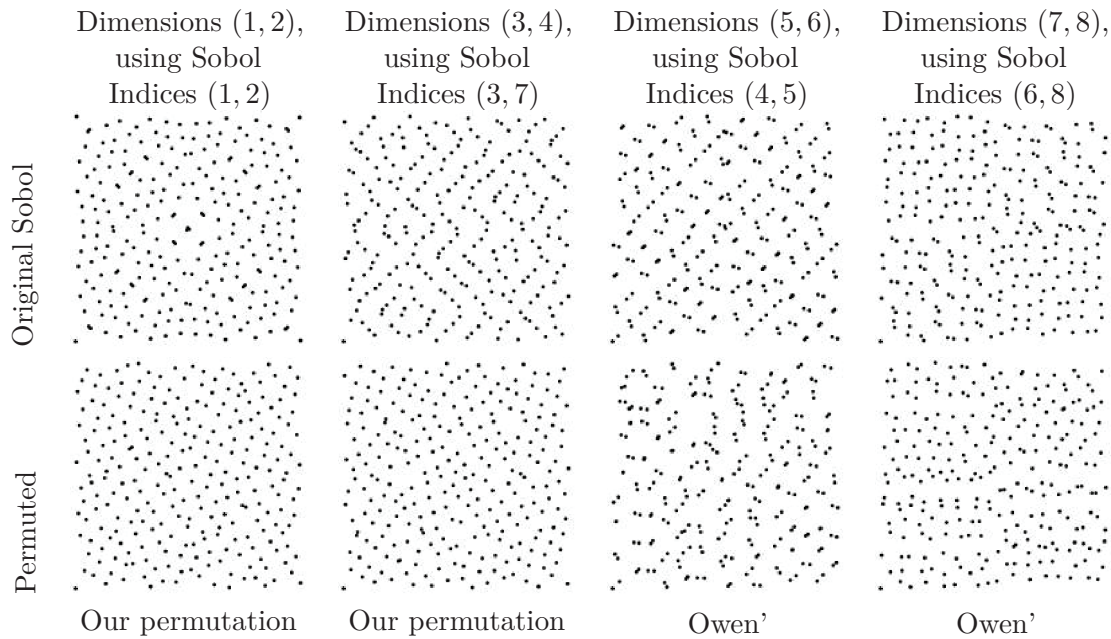 Dimensions (1, 2),
using Sobol
Indices (1, 2)
Dimensions (3, 4),
using Sobol
Indices (3, 7)
Dimensions (5, 6),
using Sobol
Indices (4, 5)
Dimensions (7, 8),
using Sobol
Indices (6, 8)
Original Sobol
Permuted
Our permutation
Our permutation
Owen'
Owen'